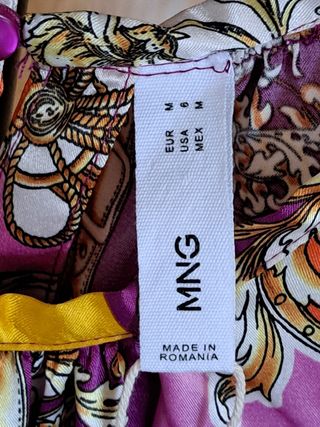 EUR M
USA 6
MEX M
MNG
MADE IN
ROMANIA